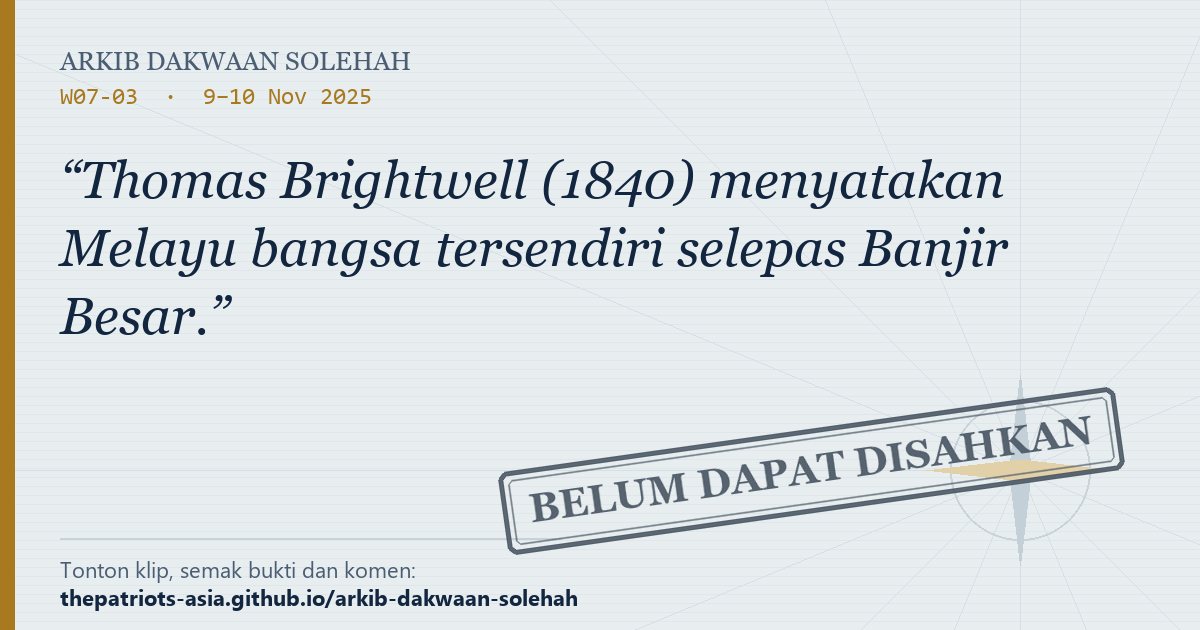 ARKIB DAKWAAN SOLEHAH
W07-03 · 9–10 Nov 2025
“Thomas Brightwell (1840) menyatakan
Melayu bangsa tersendiri selepas Banjir
Besar.”
BELUM DAPAT DISAHKAN
Tonton klip, semak bukti dan komen:
thepatriots-asia.github.io/arkib-dakwaan-solehah